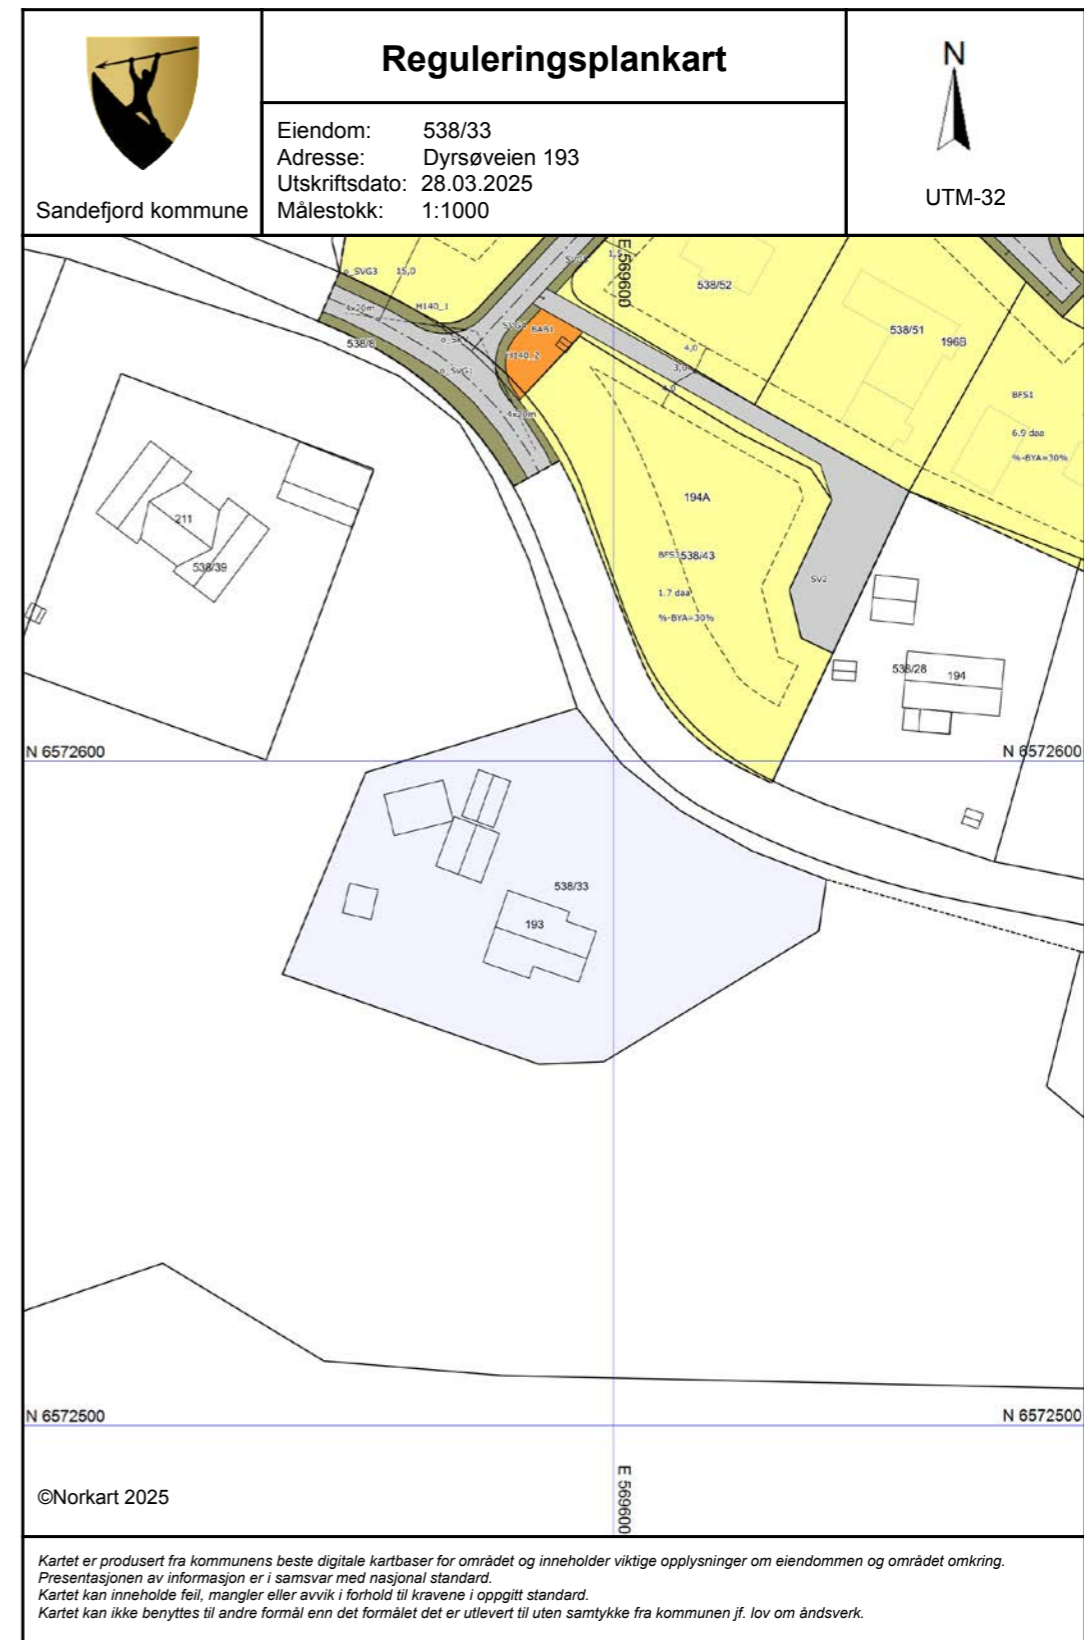 Reguleringsplankart
Eiendom: 538/33
Adresse: Dyrsøveien 193
Utskriftsdato: 28.03.2025
Målestokk: 1:1000
Sandefjord kommune
N
UTM-32
E 569600
o_SVG3
15,0
1,5
538/52
4x20m
H140_1
538/8
BAB1
H140_2
o_SVG1
4x20m
4,0
3,0
538/51
196B
BFS1
6.9 daa
%-BYA=30%
194A
BFS3
538/43
1.7 daa
%-BYA=30%
SV2
211
538/39
538/28
194
N 6572600
N 6572600
538/33
193
N 6572500
N 6572500
E 569600
©Norkart 2025
Kartet er produsert fra kommunens beste digitale kartbaser for området og inneholder viktige opplysninger om eiendommen og området omkring.
Presentasjonen av informasjon er i samsvar med nasjonal standard.
Kartet kan inneholde feil, mangler eller avvik i forhold til kravene i oppgitt standard.
Kartet kan ikke benyttes til andre formål enn det formålet det er utlevert til uten samtykke fra kommunen jf. lov om åndsverk.